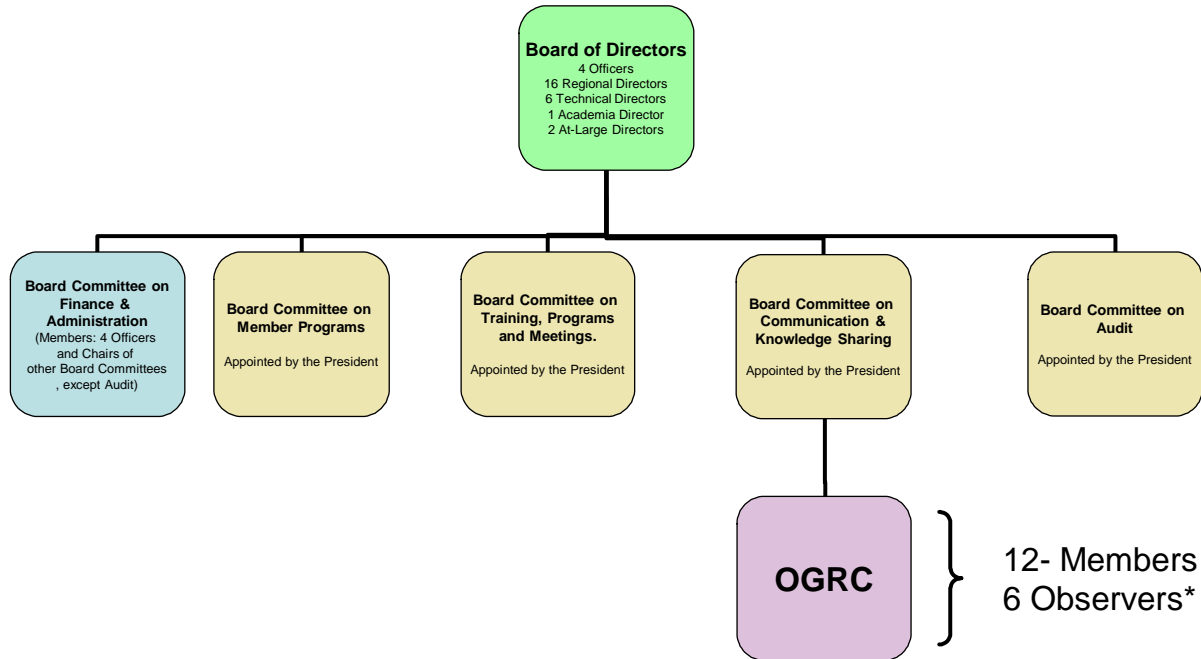 Board of Directors
4 Officers
16 Regional Directors
6 Technical Directors
1 Academia Director
2 At-Large Directors
Board Committee on
Finance &
Administration
(Members: 4 Officers
and Chairs of
other Board Committees
, except Audit)
Board Committee on
Member Programs
Appointed by the President
Board Committee on
Training, Programs
and Meetings.
Appointed by the President
Board Committee on
Communication &
Knowledge Sharing
Appointed by the President
Board Committee on
Audit
Appointed by the President
OGRC
12- Members
6 Observers*